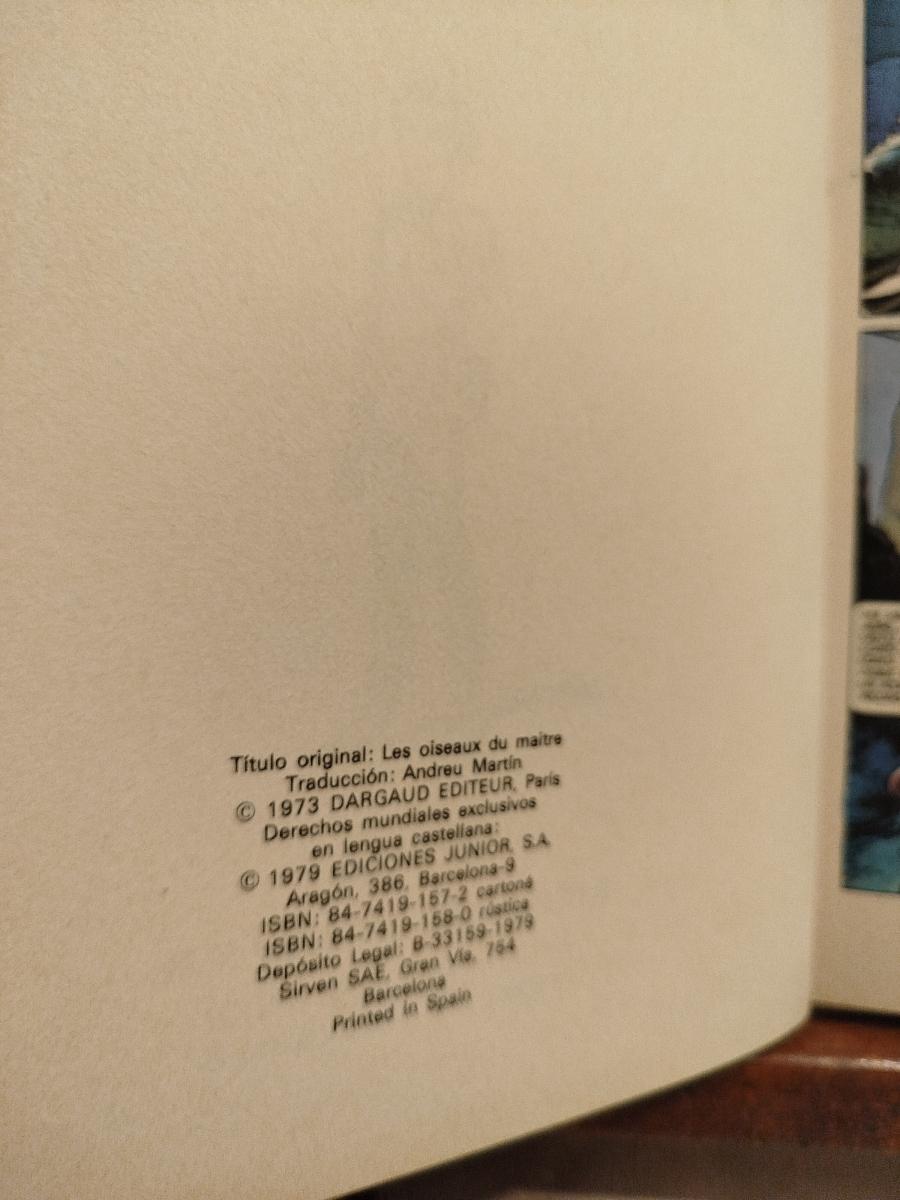 Título original: Les oiseaux du maitre
Traducción: Andreu Martín
© 1973 DARGAUD EDITEUR, París
Derechos mundiales exclusivos
en lengua castellana:
© 1979 EDICIONES JUNIOR, S.A.
Aragón, 386, Barcelona-9
ISBN: 84-7419-157-2 cartoné
ISBN: 84-7419-158-0 rústica
Depósito Legal: B-33159-1979
Sirven SAE, Gran Vía, 754
Barcelona
Printed in Spain